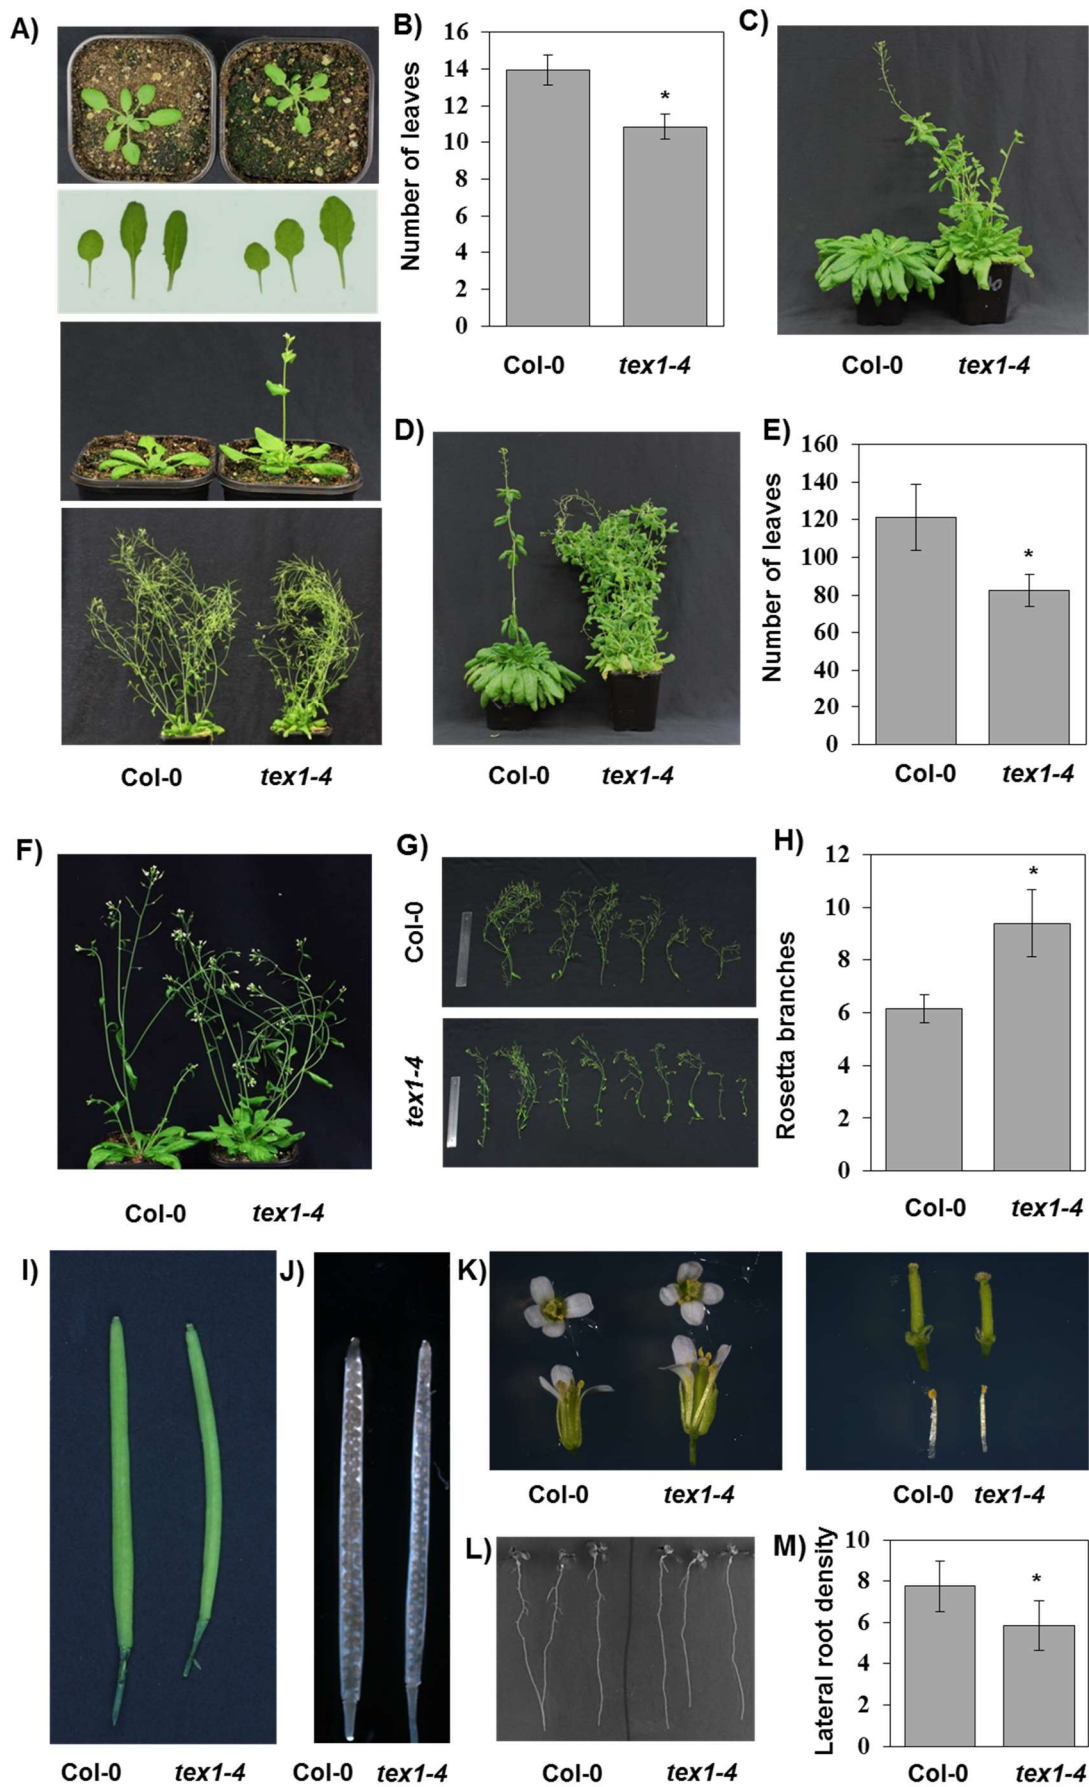 A)
B)
16
14
12
10
8
6
4
2
0
Number of leaves
*
Col-0 tex1-4
C)
Col-0 tex1-4
D)
Col-0 tex1-4
E)
160
140
120
100
80
60
40
20
0
Number of leaves
*
Col-0 tex1-4
Col-0 tex1-4
F)
Col-0 tex1-4
G)
Col-0
tex1-4
H)
12
10
8
6
4
2
0
Rosetta branches
*
Col-0 tex1-4
I)
Col-0 tex1-4
J)
Col-0 tex1-4
K)
Col-0 tex1-4
Col-0 tex1-4
L)
Col-0 tex1-4
M)
10
8
6
4
2
0
Lateral root density
*
Col-0 tex1-4